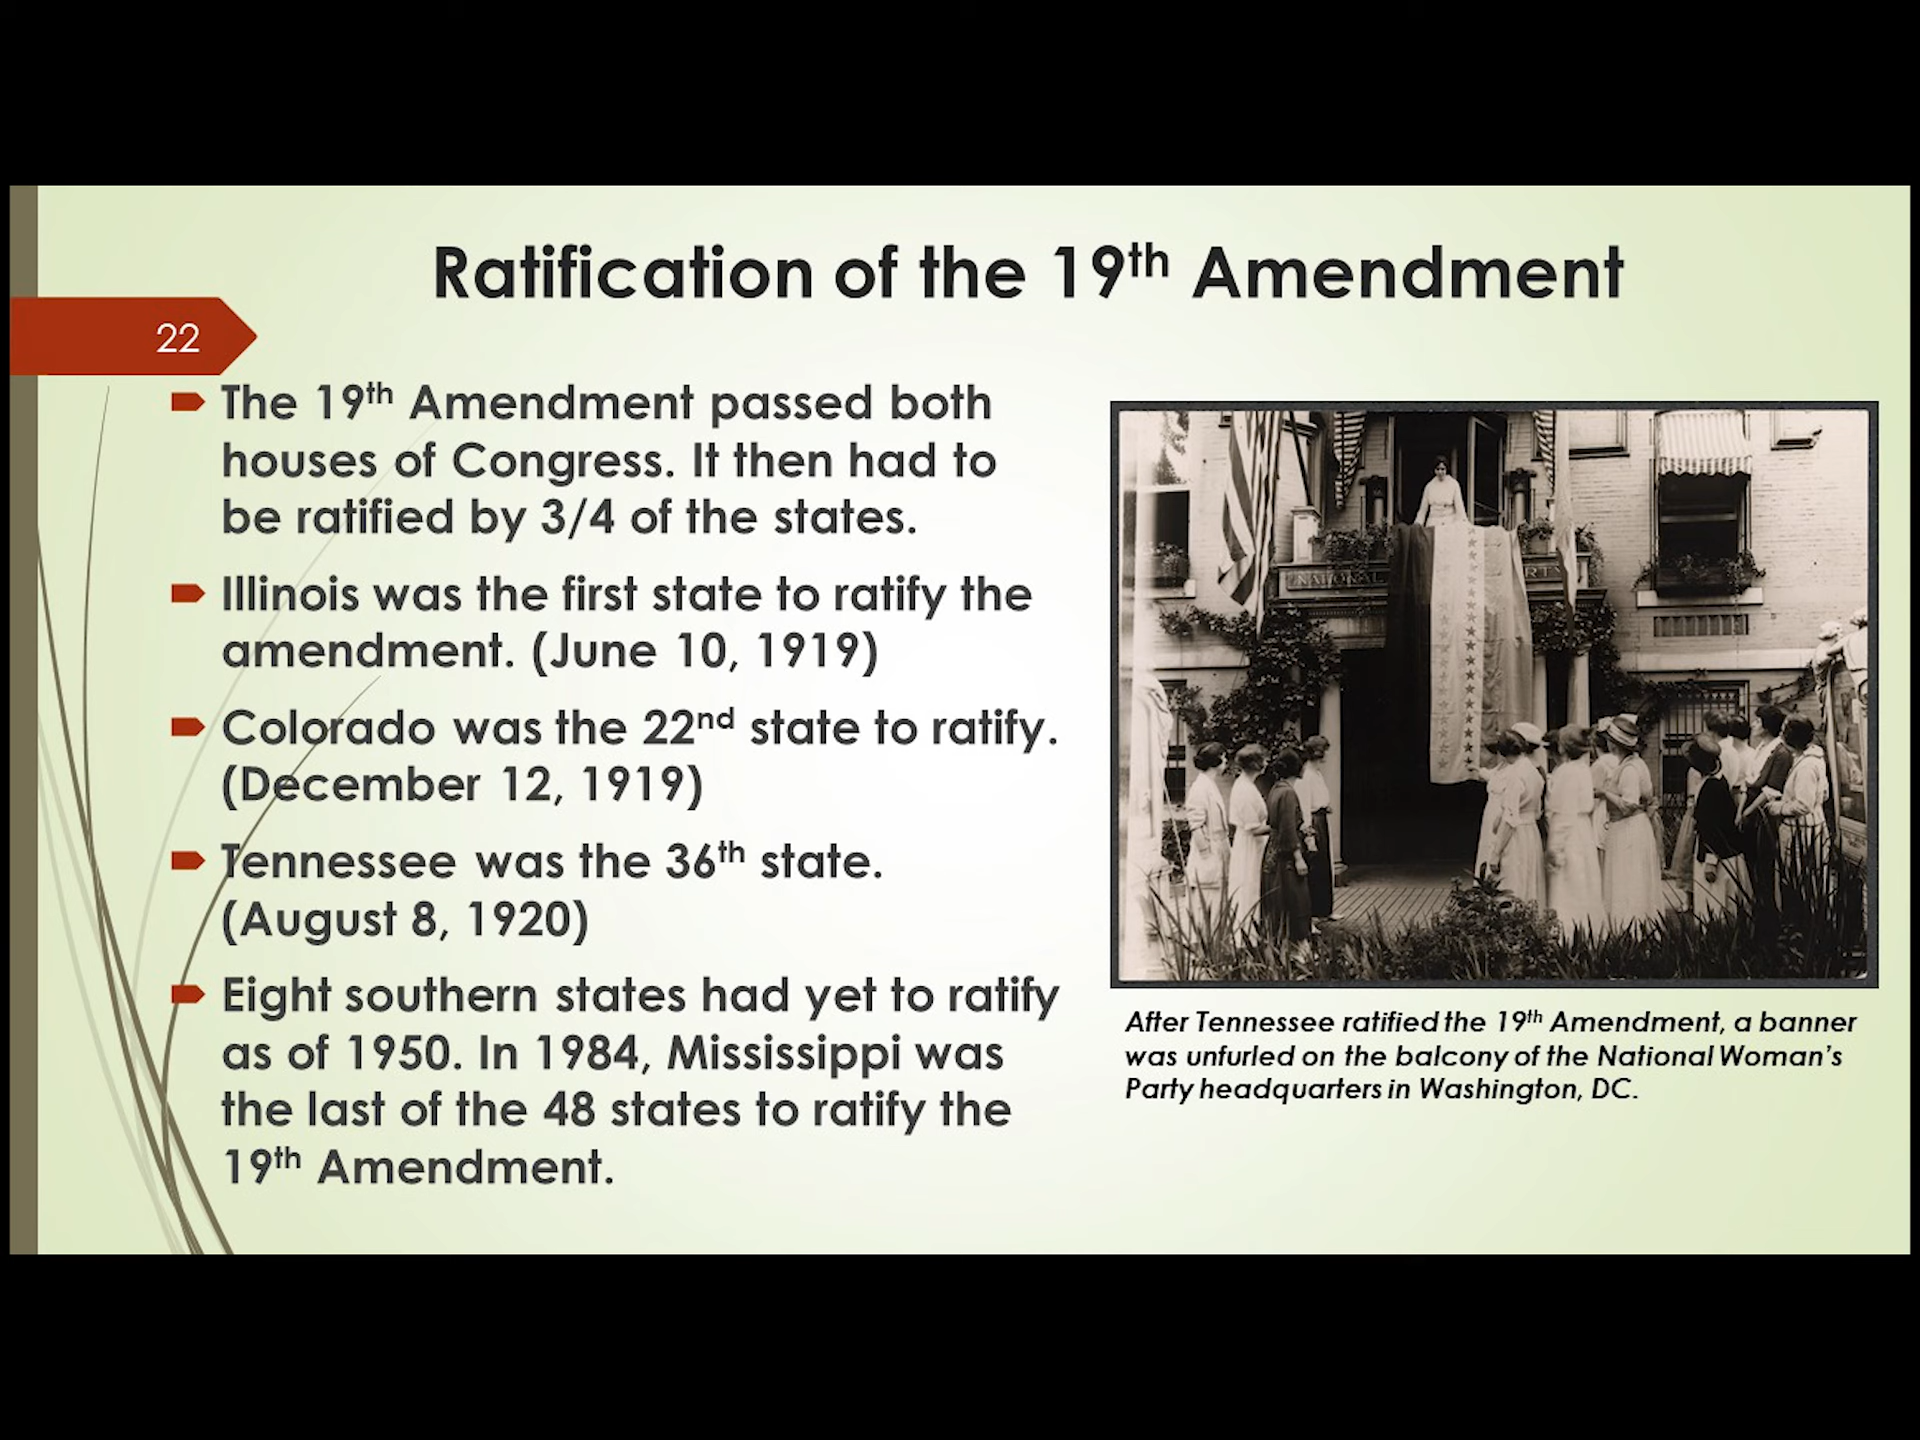 Ratification of the 19th Amendment
22
The 19th Amendment passed both
houses of Congress. It then had to
be ratified by 3/4 of the states.
Illinois was the first state to ratify the
amendment. (June 10, 1919)
Colorado was the 22nd state to ratify.
(December 12, 1919)
Tennessee was the 36th state.
(August 8, 1920)
Eight southern states had yet to ratify
as of 1950. In 1984, Mississippi was
the last of the 48 states to ratify the
19th Amendment.
NATIONAL RTY
After Tennessee ratified the 19th Amendment, a banner
was unfurled on the balcony of the National Woman's
Party headquarters in Washington, DC.